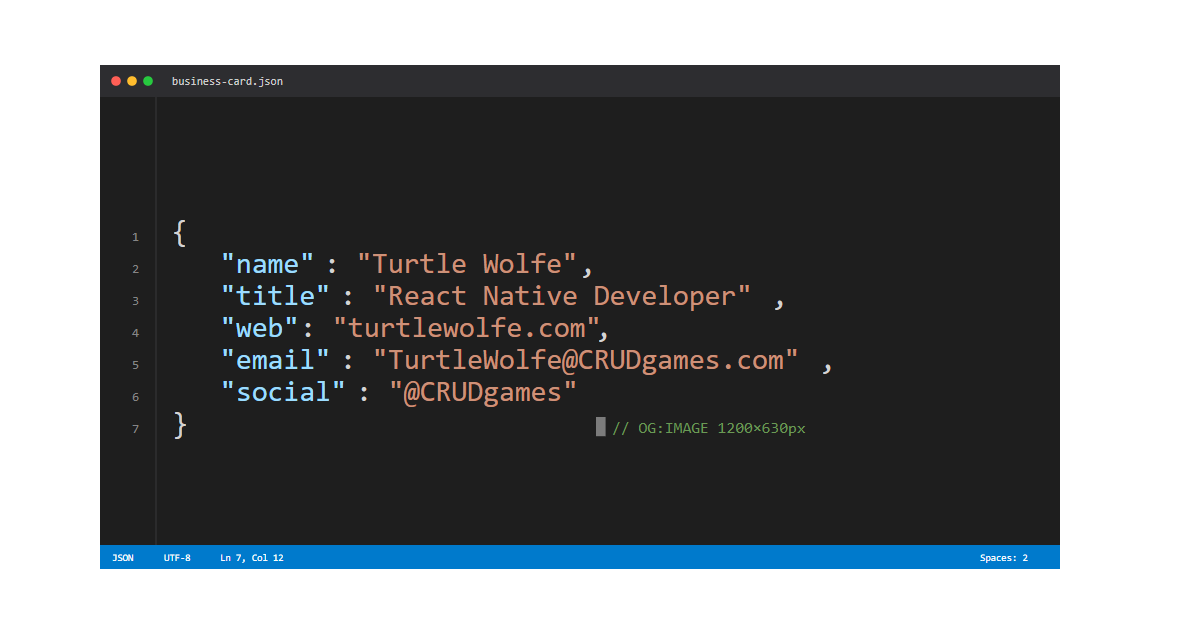 business-card.json
1 {
2 "name" : "Turtle Wolfe",
3 "title" : "React Native Developer" ,
4 "web": "turtlewolfe.com",
5 "email" : "TurtleWolfe@CRUDgames.com" ,
6 "social" : "@CRUDgames"
7 } // OG:IMAGE 1200×630px
JSON UTF-8 Ln 7, Col 12 Spaces: 2